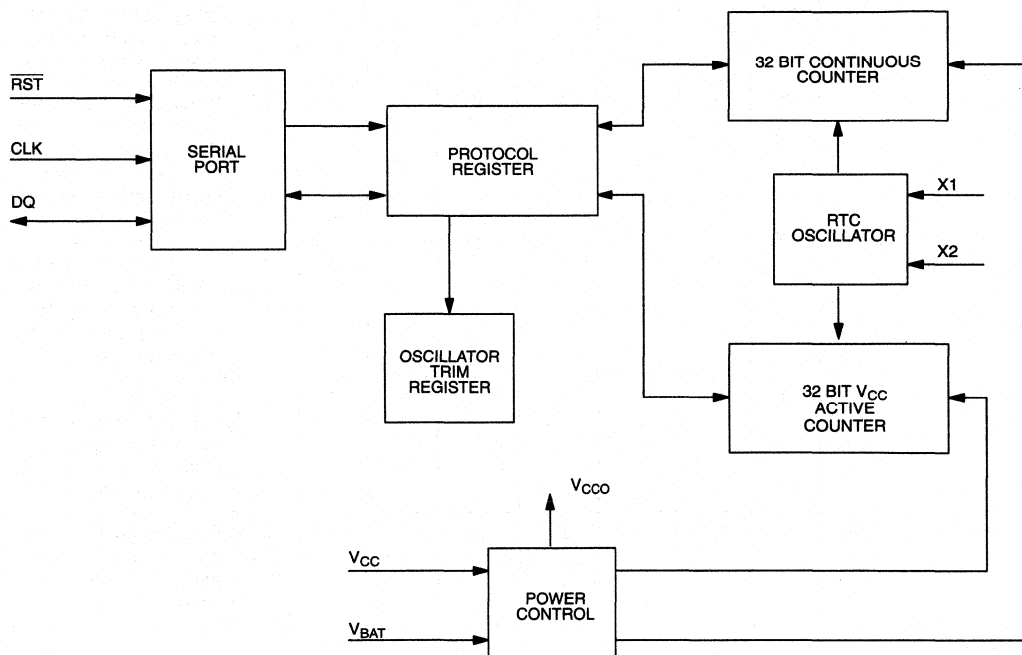 RST
CLK
DQ
SERIAL
PORT
PROTOCOL
REGISTER
OSCILLATOR
TRIM
REGISTER
32 BIT CONTINUOUS
COUNTER
RTC
OSCILLATOR
X1
X2
32 BIT VCC
ACTIVE
COUNTER
VCCO
VCC
VBAT
POWER
CONTROL